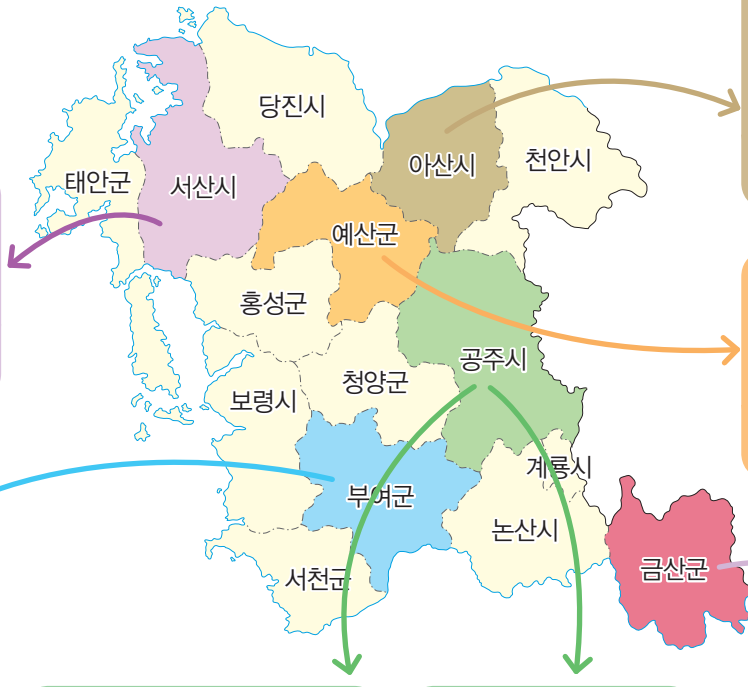 당진시
아산시
천안시
태안군
서산시
예산군
홍성군
공주시
청양군
보령시
계룡시
부여군
논산시
서천군
금산군